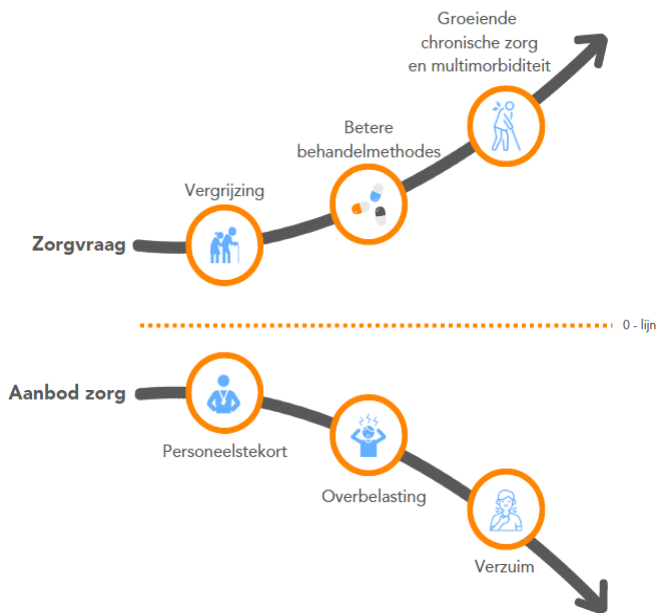 Groeiende
chronische zorg
en multimorbiditeit
Betere
behandelmethodes
Vergrijzing
Zorgvraag
0 - lijn
Aanbod zorg
Personeelstekort
Overbelasting
Verzuim